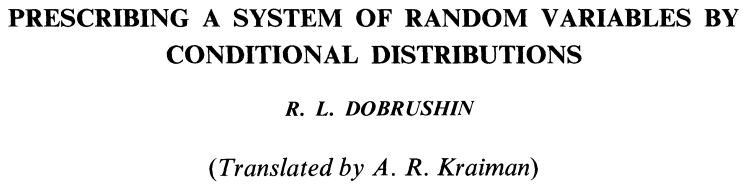 PRESCRIBING A SYSTEM OF RANDOM VARIABLES BY
CONDITIONAL DISTRIBUTIONS
R. L. DOBRUSHIN
(Translated by A. R. Kraiman)